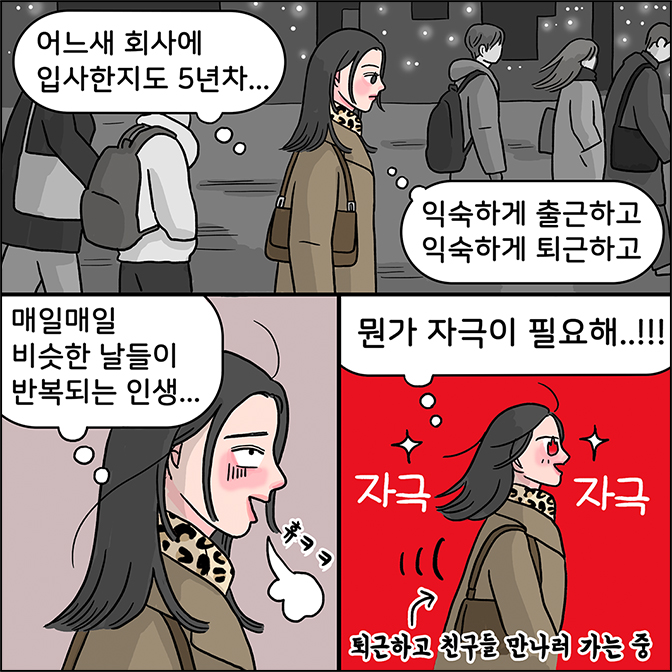 어느새 회사에
입사한지도 5년차...
익숙하게 출근하고
익숙하게 퇴근하고
매일매일
비슷한 날들이
반복되는 인생...
휴ㅋㅋ
뭔가 자극이 필요해..!!!
자극
자극
퇴근하고 친구들 만나러 가는 중